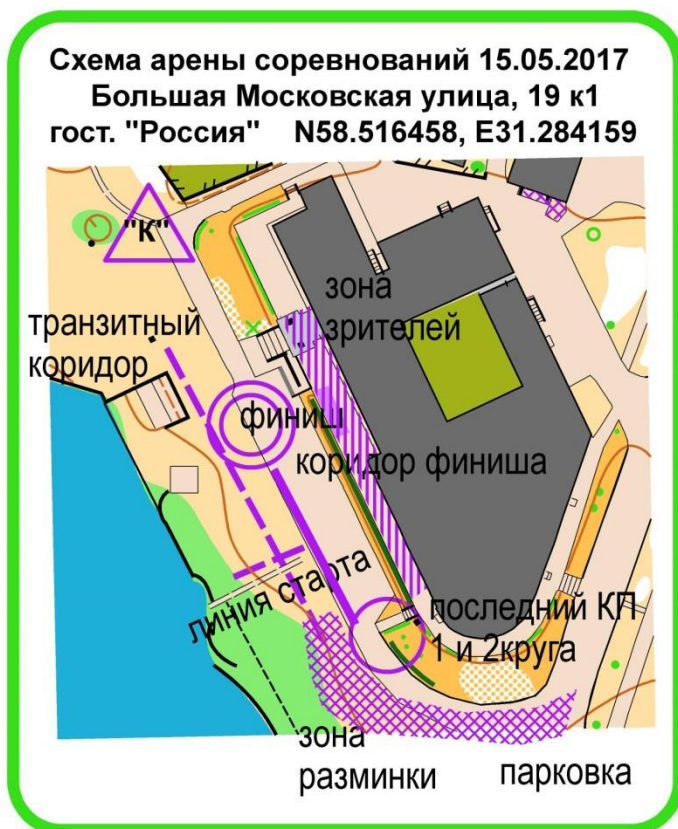 Схема арены соревнований 15.05.2017
Большая Московская улица, 19 к1
гост. "Россия" N58.516458, E31.284159
"К"
зона
зрителей
транзитный
коридор
финиш
коридор финиша
линия старта
последний КП
1 и 2круга
зона
разминки
парковка